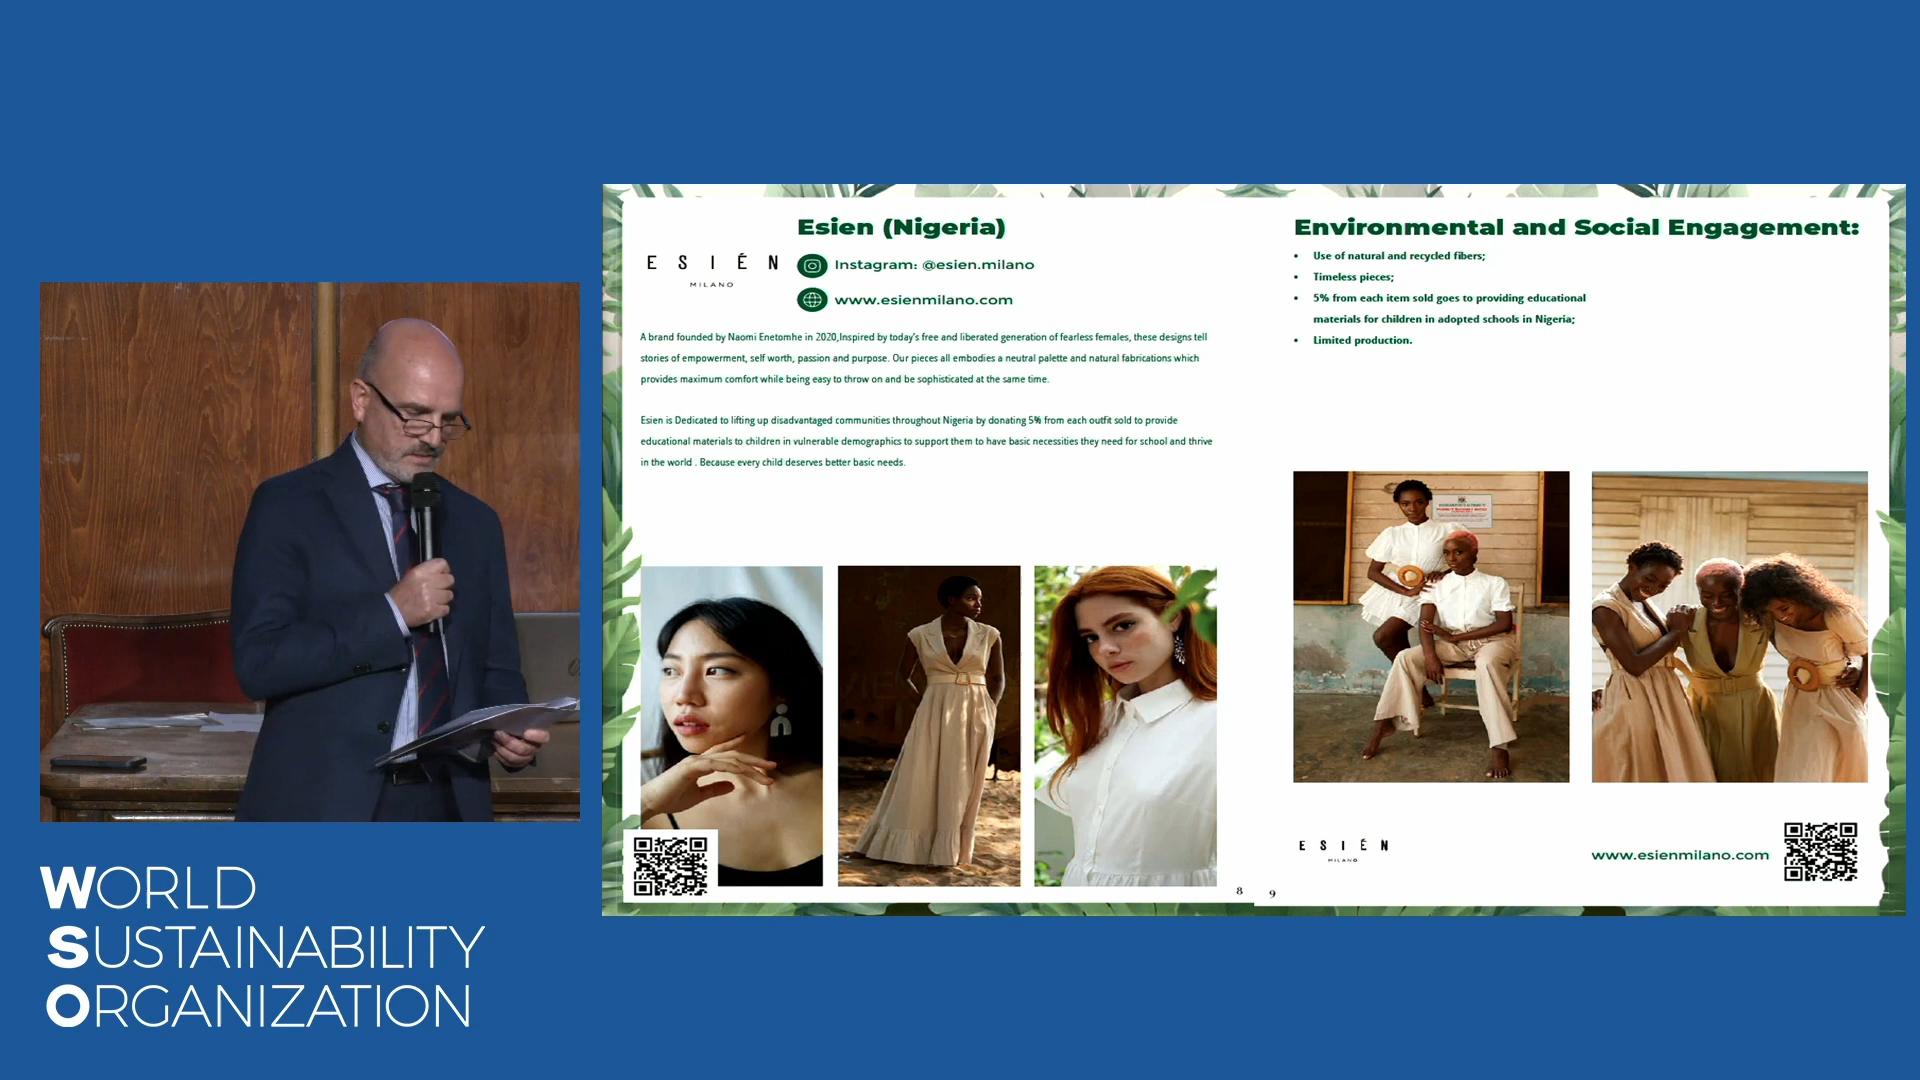 Esien (Nigeria)
ESIÉN
MILANO
Instagram: @esien.milano
www.esienmilano.com
A brand founded by Naomi Enetomhe in 2020,Inspired by today's free and liberated generation of fearless females, these designs tell
stories of empowerment, self worth, passion and purpose. Our pieces all embodies a neutral palette and natural fabrications which
provides maximum comfort while being easy to throw on and be sophisticated at the same time.
Esien is Dedicated to lifting up disadvantaged communities throughout Nigeria by donating 5% from each outfit sold to provide
educational materials to children in vulnerable demographics to support them to have basic necessities they need for school and thrive
in the world . Because every child deserves better basic needs.
8
Environmental and Social Engagement:
• Use of natural and recycled fibers;
• Timeless pieces;
• 5% from each item sold goes to providing educational
materials for children in adopted schools in Nigeria;
• Limited production.
ESIÉN
MILANO
www.esienmilano.com
9
WORLD
SUSTAINABILITY
ORGANIZATION